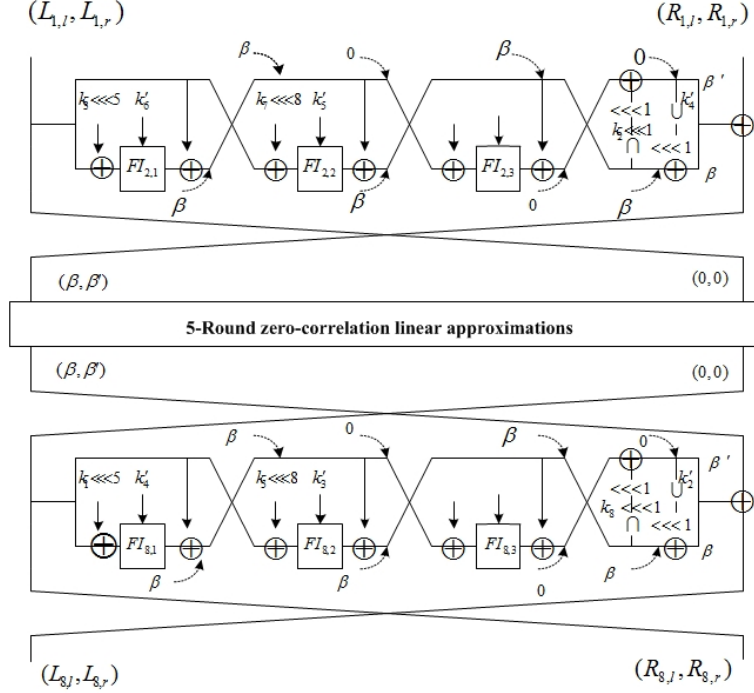 (L_{1,l}, L_{1,r}) (R_{1,l}, R_{1,r})
β 0 β 0 β'
k_3<<<5 k'_6 k_7<<<8 k'_5 <<<1 k'_4
k_2<<<1 ∪
∩ <<<1
FI_{2,1} FI_{2,2} FI_{2,3}
β β 0 β β
(β,β') (0,0)
5-Round zero-correlation linear approximations
(β,β') (0,0)
β 0 β 0 β'
k_1<<<5 k'_4 k_5<<<8 k'_3 <<<1 k'_2
k_8 <<<1 ∪
∩ <<<1
FI_{8,1} FI_{8,2} FI_{8,3}
β β 0 β β
(L_{8,l}, L_{8,r}) (R_{8,l}, R_{8,r})